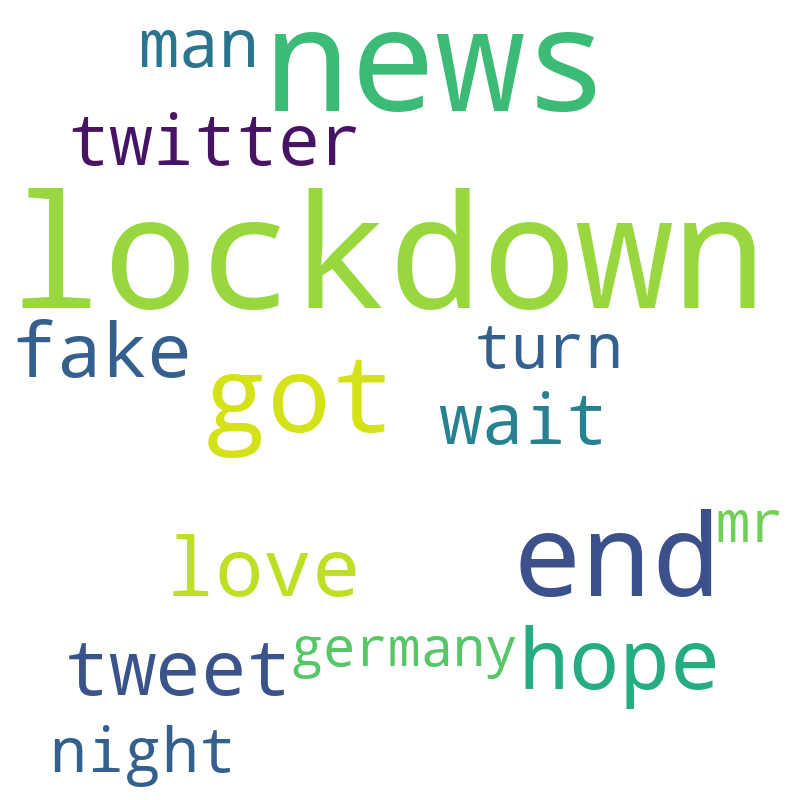 man news
twitter
lockdown
fake got turn
wait
love end mr
tweet germany hope
night